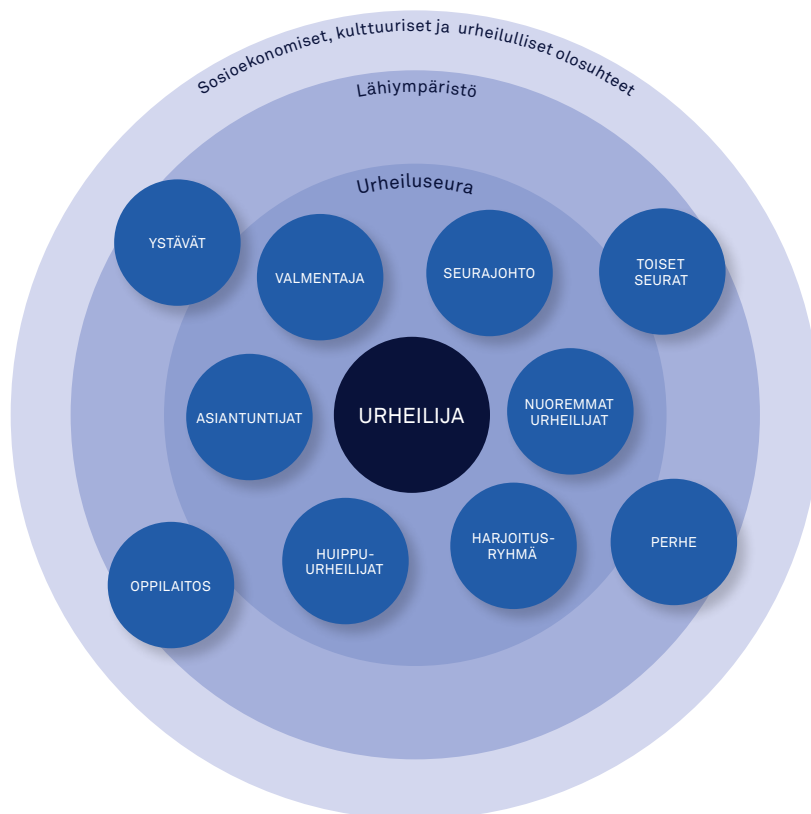 Sosioekonomiset, kulttuuriset ja urheilulliset olosuhteet
Lähiympäristö
Urheiluseura
YSTÄVÄT
VALMENTAJA
SEURAJOHTO
TOISET
SEURAT
ASIANTUNTIJAT
URHEILIJA
NUOREMMAT
URHEILIJAT
OPPILAITOS
HUIPPU-
URHEILIJAT
HARJOITUS-
RYHMÄ
PERHE